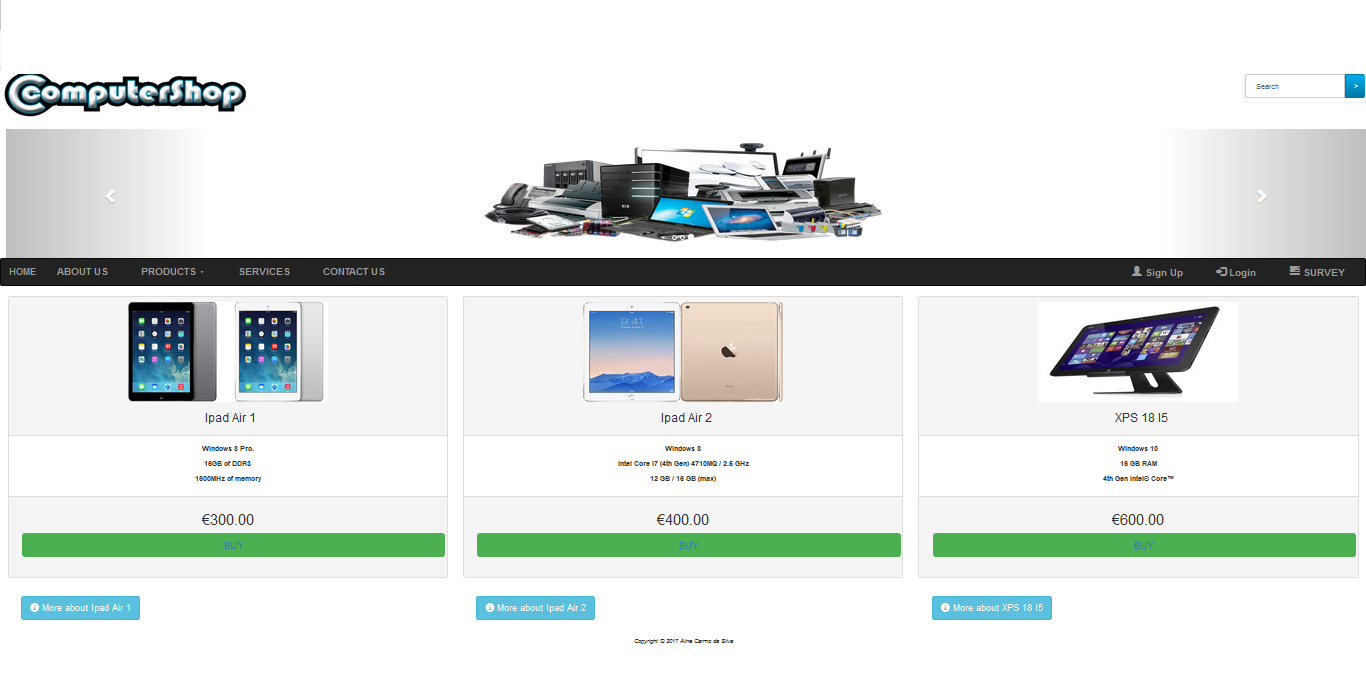 ComputerShop
Search >
HOME ABOUT US PRODUCTS SERVICES CONTACT US Sign Up Login SURVEY
9:41
Ipad Air 1 Ipad Air 2 XPS 18 I5
Windows 8 Pro. Windows 8 Windows 10
16GB of DDR3 Intel Core i7 (4th Gen) 4710MQ / 2.5 GHz 16 GB RAM
1600MHz of memory 12 GB / 16 GB (max) 4th Gen Intel® Core™
€300.00 €400.00 €600.00
BUY BUY BUY
More about Ipad Air 1 More about Ipad Air 2 More about XPS 18 I5
Copyright © 2017 Aline Carmo da Silva